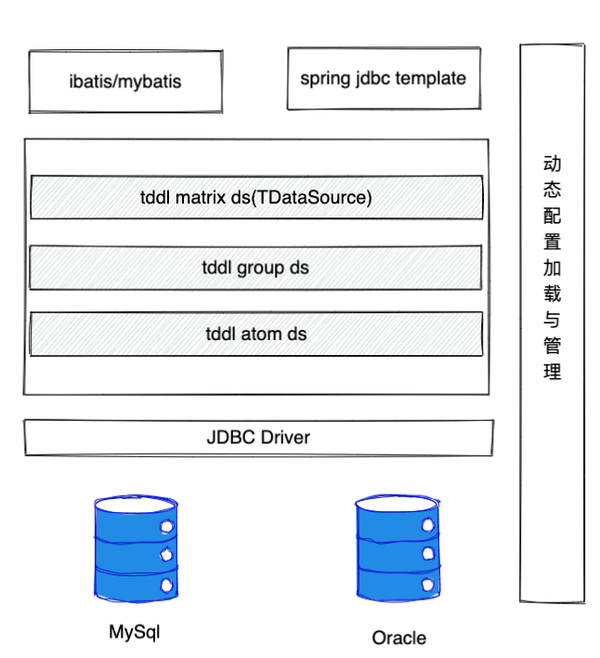 ibatis/mybatis
spring jdbc template
tddl matrix ds(TDataSource)
tddl group ds
tddl atom ds
JDBC Driver
MySql
Oracle
动态配置加载与管理